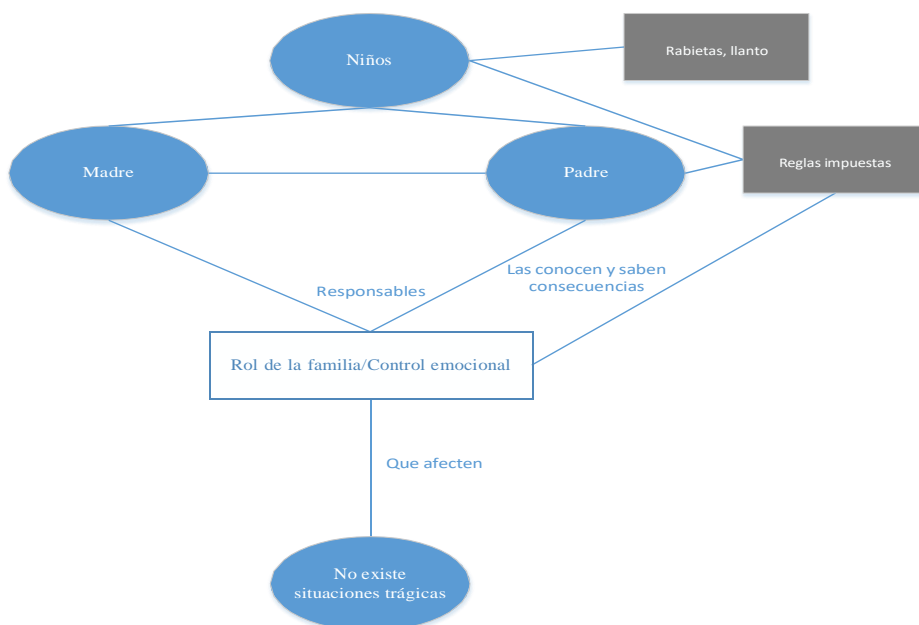 Niños
Rabietas, llanto
Madre
Padre
Reglas impuestas
Responsables
Las conocen y saben
consecuencias
Rol de la familia/Control emocional
Que afecten
No existe
situaciones trágicas